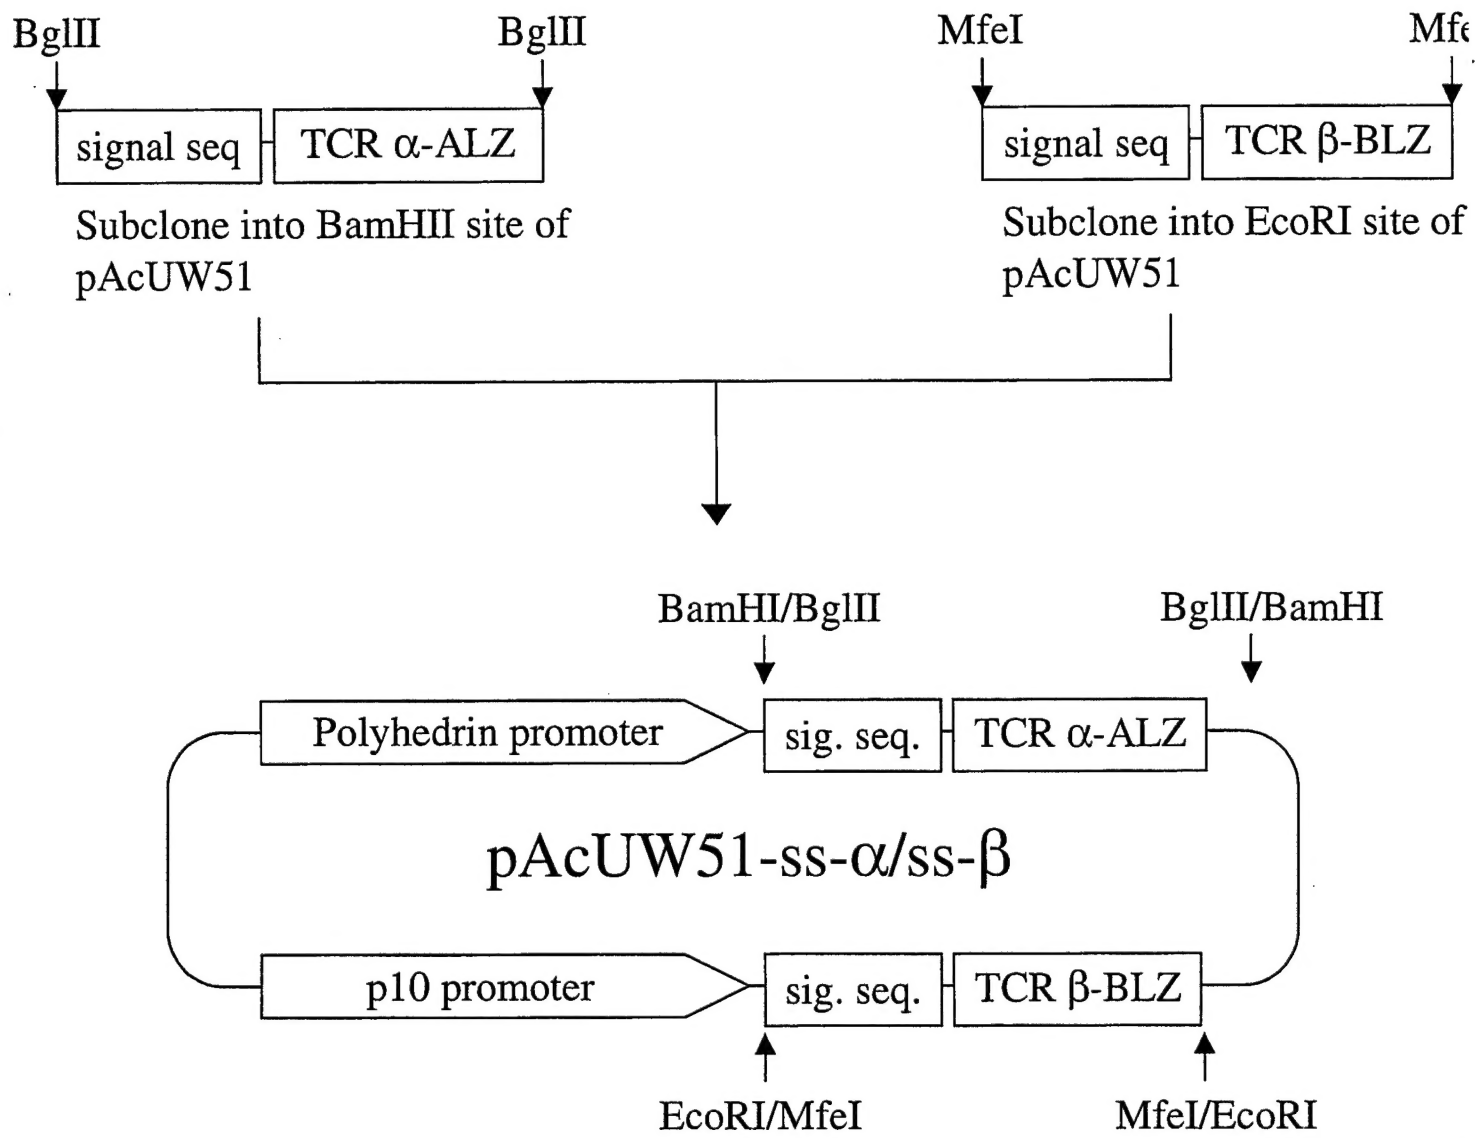 BglII
BglII
MfeI
Mfe
signal seq
TCR α-ALZ
signal seq
TCR β-BLZ
Subclone into BamHII site of
pAcUW51
Subclone into EcoRI site of
pAcUW51
BamHI/BglII
BglII/BamHI
Polyhedrin promoter
sig. seq.
TCR α-ALZ
pAcUW51-ss-α/ss-β
p10 promoter
sig. seq.
TCR β-BLZ
EcoRI/MfeI
MfeI/EcoRI